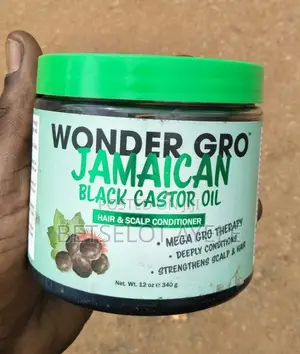 WONDER GRO™
JAMAICAN
BLACK CASTOR OIL
HAIR & SCALP CONDITIONER
• MEGA GRO THERAPY
• DEEPLY CONDITIONS
• STRENGTHENS SCALP & HAIR
Net. Wt. 12 oz ℮ 340 g